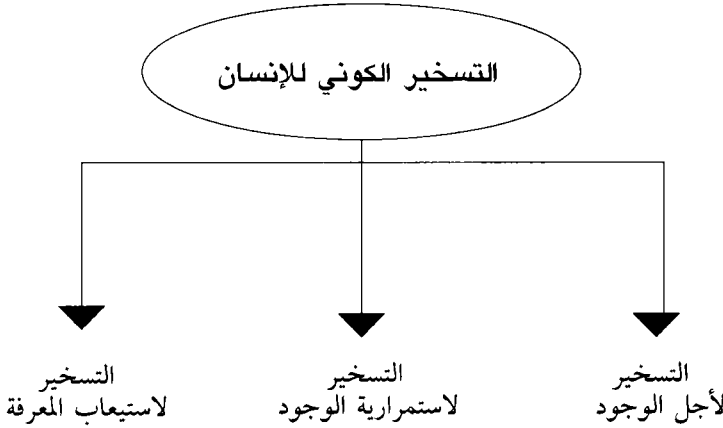 التسخير الكوني للإنسان
التسخير
لأجل الوجود
التسخير
لاستمرارية الوجود
التسخير
لاستيعاب المعرفة